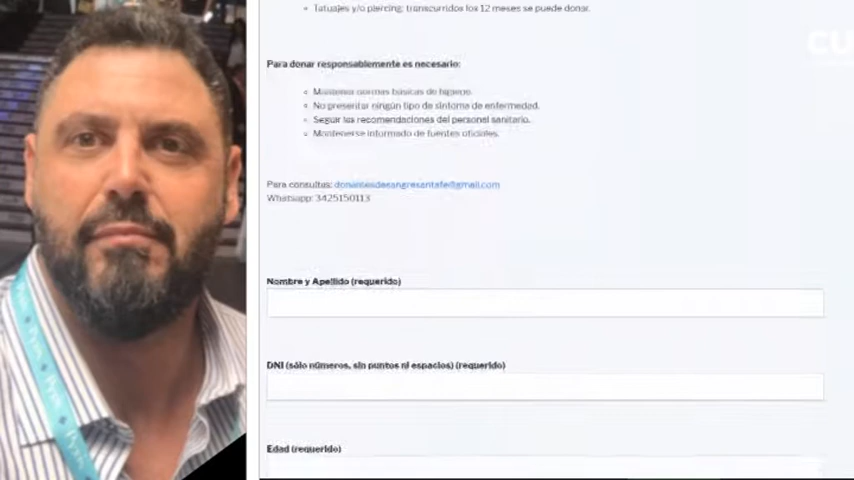 Tatuajes y/o piercing: transcurridos los 12 meses se puede donar.
Para donar responsablemente es necesario:
Mantener normas básicas de higiene.
No presentar ningún tipo de síntoma de enfermedad.
Seguir las recomendaciones del personal sanitario.
Mantenerse informado de fuentes oficiales.
Para consultas: donantesdesangresantafe@gmail.com
Whatsapp: 3425150113
Nombre y Apellido (requerido)
DNI (sólo números, sin puntos ni espacios) (requerido)
Edad (requerido)